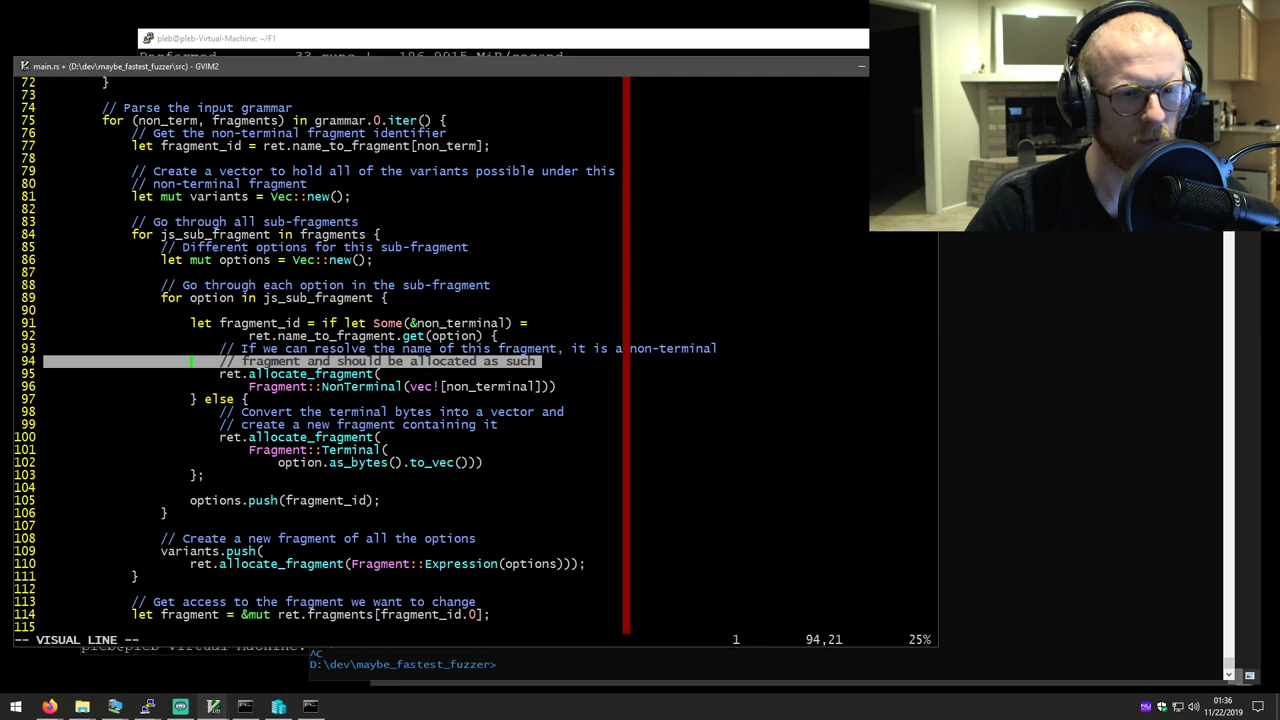 pleb@pleb-Virtual-Machine: ~/F1
Performed 33 runs | 186.9915 MiB/second
main.rs + (D:\dev\maybe_fastest_fuzzer\src) - GVIM2
72 }
73
74 // Parse the input grammar
75 for (non_term, fragments) in grammar.0.iter() {
76 // Get the non-terminal fragment identifier
77 let fragment_id = ret.name_to_fragment[non_term];
78
79 // Create a vector to hold all of the variants possible under this
80 // non-terminal fragment
81 let mut variants = Vec::new();
82
83 // Go through all sub-fragments
84 for js_sub_fragment in fragments {
85 // Different options for this sub-fragment
86 let mut options = Vec::new();
87
88 // Go through each option in the sub-fragment
89 for option in js_sub_fragment {
90
91 let fragment_id = if let Some(&non_terminal) =
92 ret.name_to_fragment.get(option) {
93 // If we can resolve the name of this fragment, it is a non-terminal
94 // fragment and should be allocated as such
95 ret.allocate_fragment(
96 Fragment::NonTerminal(vec![non_terminal]))
97 } else {
98 // Convert the terminal bytes into a vector and
99 // create a new fragment containing it
100 ret.allocate_fragment(
101 Fragment::Terminal(
102 option.as_bytes().to_vec()))
103 };
104
105 options.push(fragment_id);
106 }
107
108 // Create a new fragment of all the options
109 variants.push(
110 ret.allocate_fragment(Fragment::Expression(options)));
111 }
112
113 // Get access to the fragment we want to change
114 let fragment = &mut ret.fragments[fragment_id.0];
115
-- VISUAL LINE -- 1 94,21 25%
pleb@pleb-Virtual-Machine:
^C
D:\dev\maybe_fastest_fuzzer>
01:36
11/22/2019